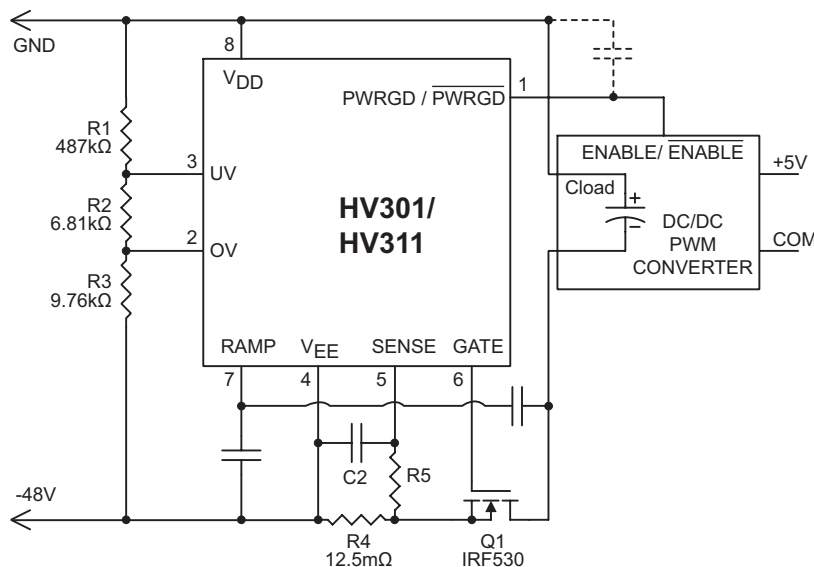 GND
8
VDD
PWRGD / PWRGD
1
R1
487kΩ
3
UV
ENABLE/ ENABLE
+5V
R2
6.81kΩ
HV301/
HV311
Cload
+
−
DC/DC
PWM
CONVERTER
COM
2
OV
R3
9.76kΩ
RAMP
VEE
SENSE
GATE
7
4
5
6
C2
R5
-48V
R4
12.5mΩ
Q1
IRF530